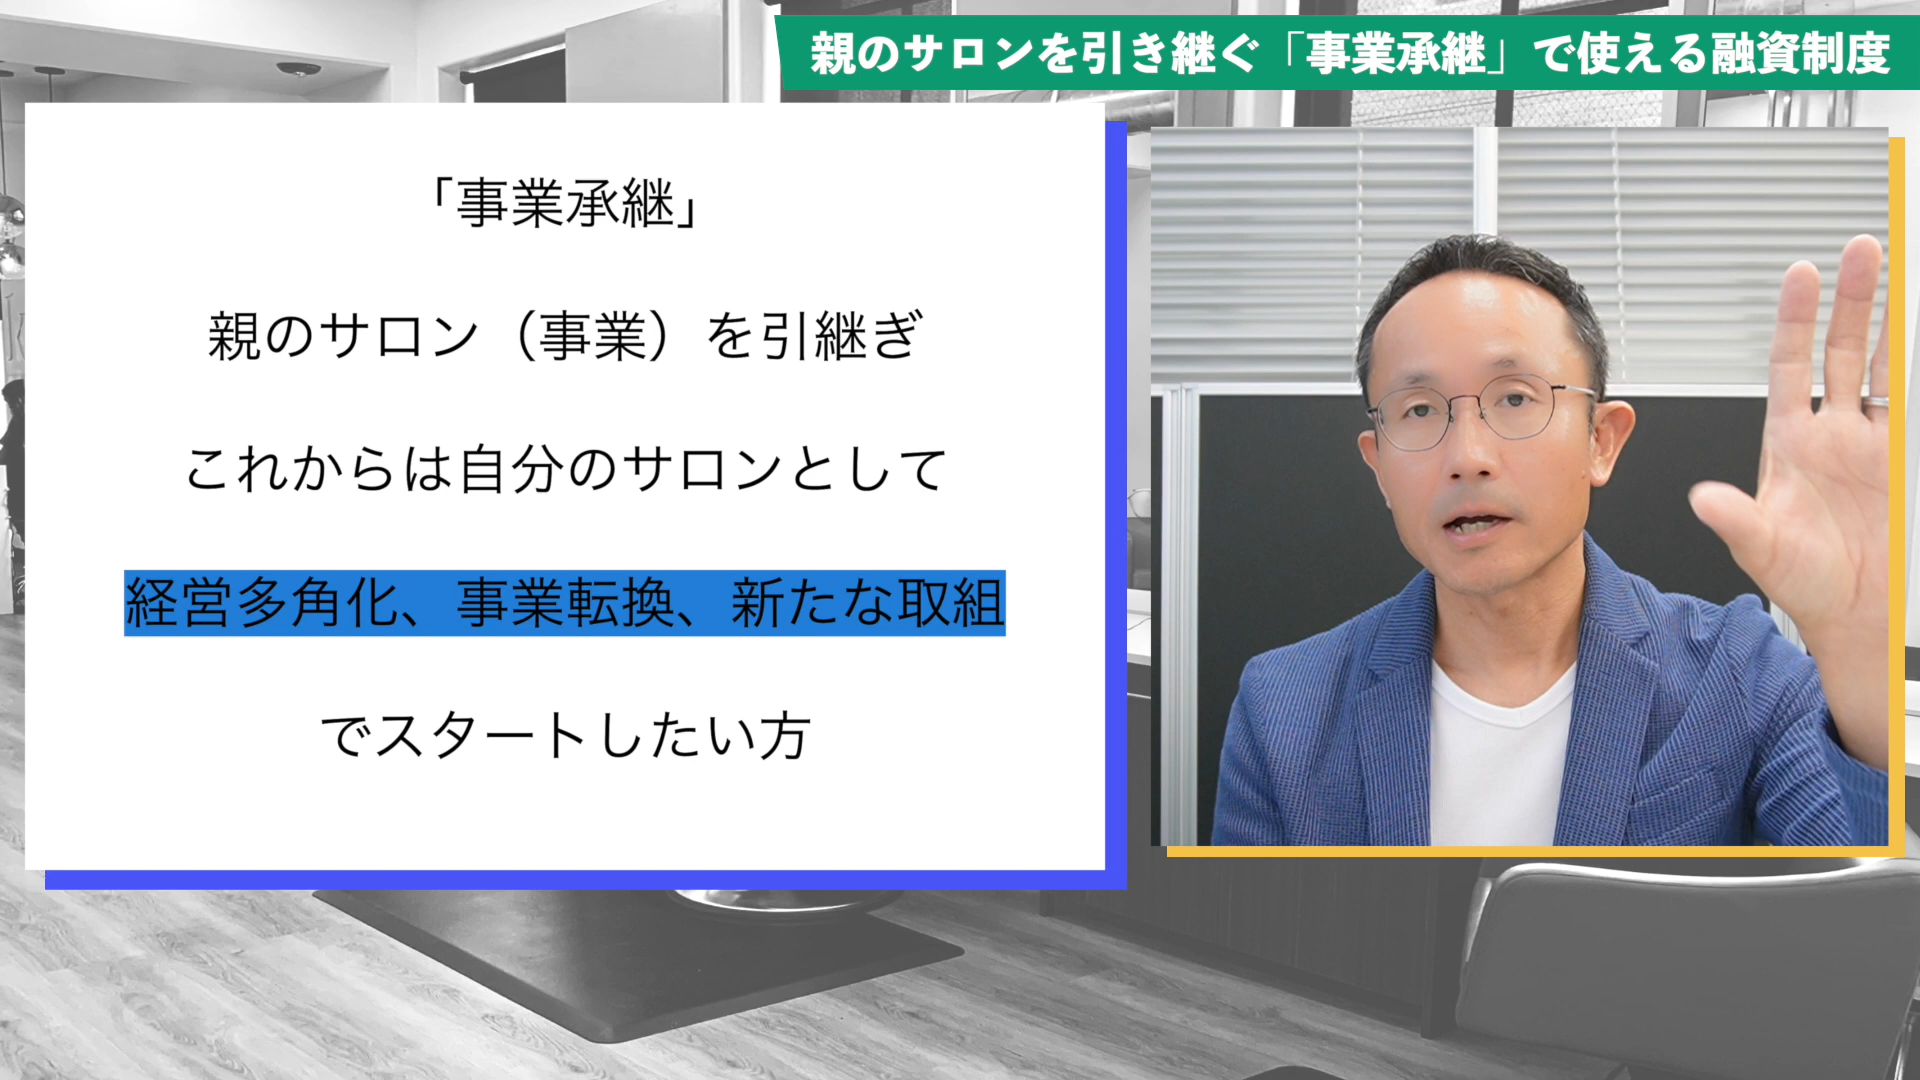 親のサロンを引き継ぐ「事業承継」で使える融資制度
「事業承継」
親のサロン（事業）を引継ぎ
これからは自分のサロンとして
経営多角化、事業転換、新たな取組
でスタートしたい方